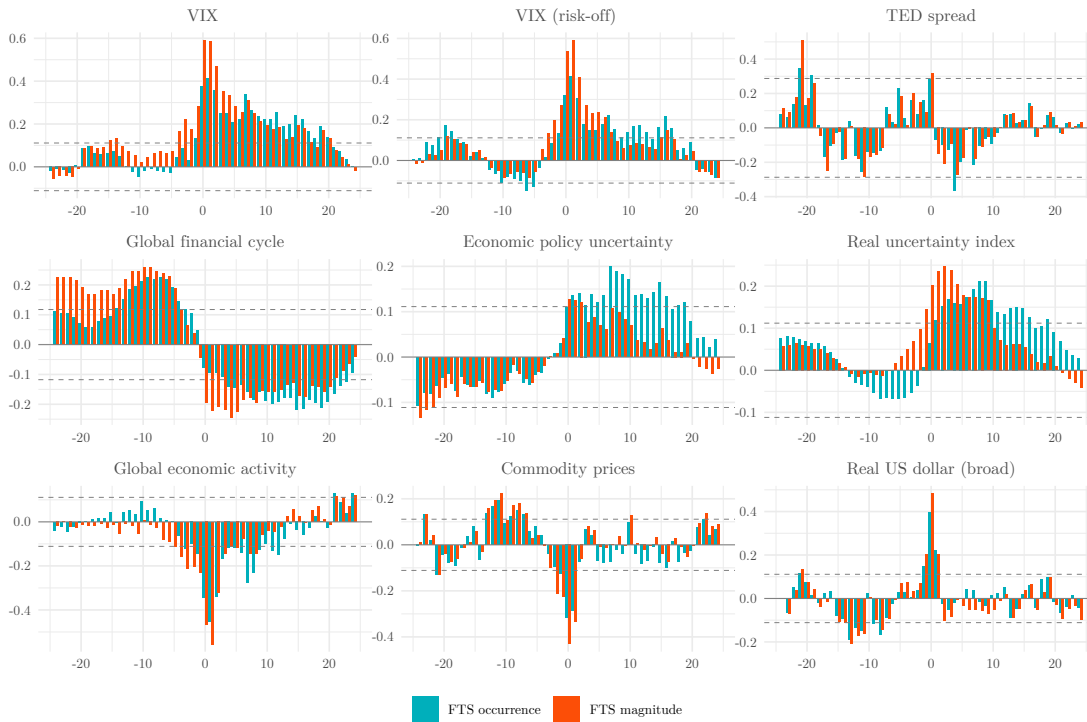 VIX
VIX (risk-off)
TED spread
0.6
0.4
0.2
0.0
-20 -10 0 10 20
0.6
0.4
0.2
0.0
-20 -10 0 10 20
0.6
0.4
0.2
0.0
-0.2
-0.4
-20 -10 0 10 20
Global financial cycle
Economic policy uncertainty
Real uncertainty index
0.2
0.1
0.0
-0.1
-0.2
-20 -10 0 10 20
0.2
0.1
0.0
-0.1
-20 -10 0 10 20
0.2
0.1
0.0
-0.1
-20 -10 0 10 20
Global economic activity
Commodity prices
Real US dollar (broad)
0.0
-0.2
-0.4
-20 -10 0 10 20
0.2
0.0
-0.2
-0.4
-20 -10 0 10 20
0.4
0.2
0.0
-0.2
-20 -10 0 10 20
FTS occurrence FTS magnitude